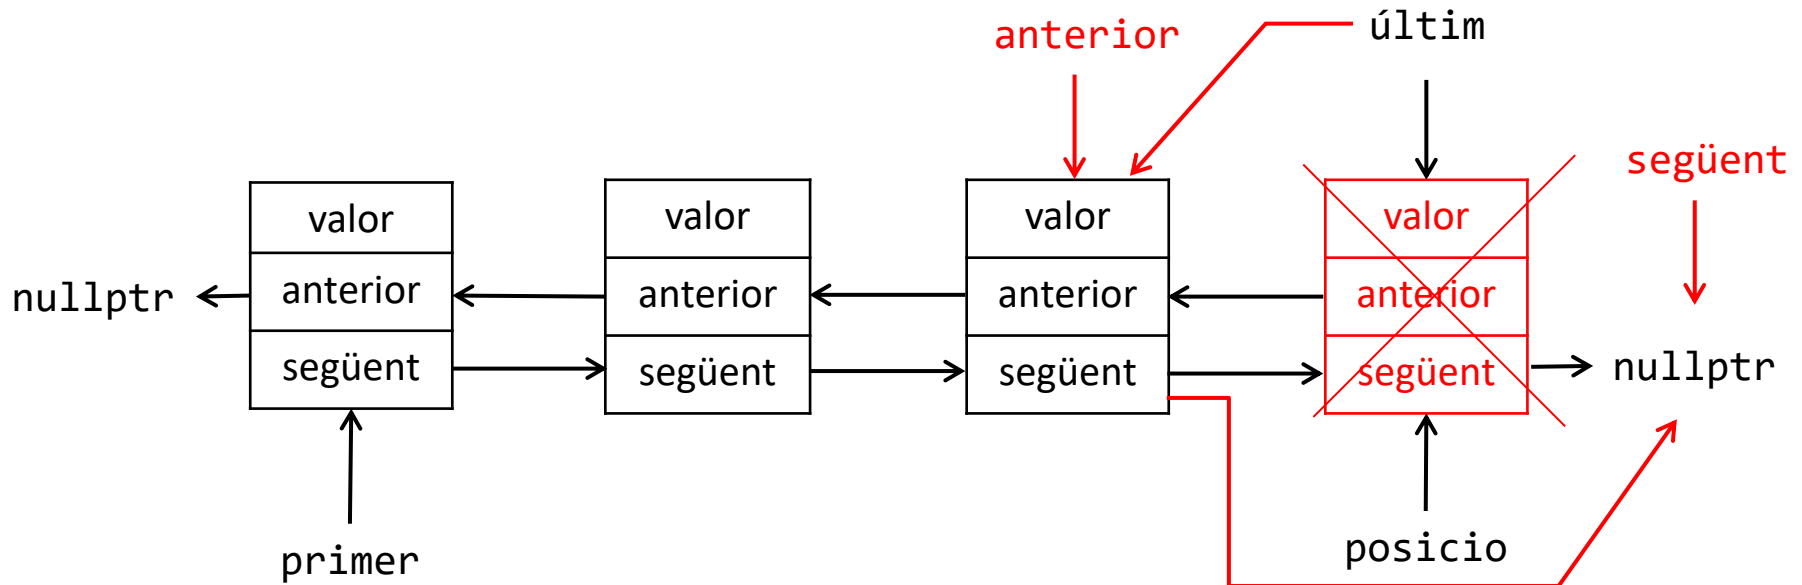 anterior
últim
següent
valor
anterior
següent
valor
anterior
següent
valor
anterior
següent
valor
anterior
següent
nullptr
nullptr
primer
posicio